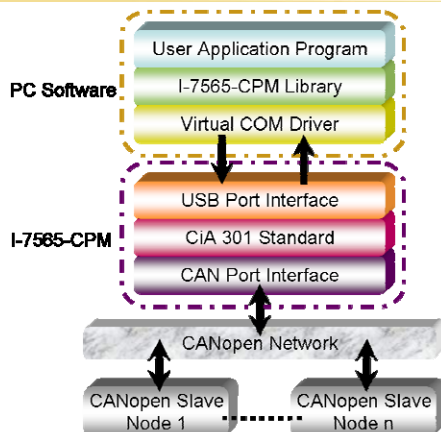 User Application Program
PC Software
I-7565-CPM Library
Virtual COM Driver
USB Port Interface
I-7565-CPM
CiA 301 Standard
CAN Port Interface
CANopen Network
CANopen Slave
Node 1
CANopen Slave
Node n